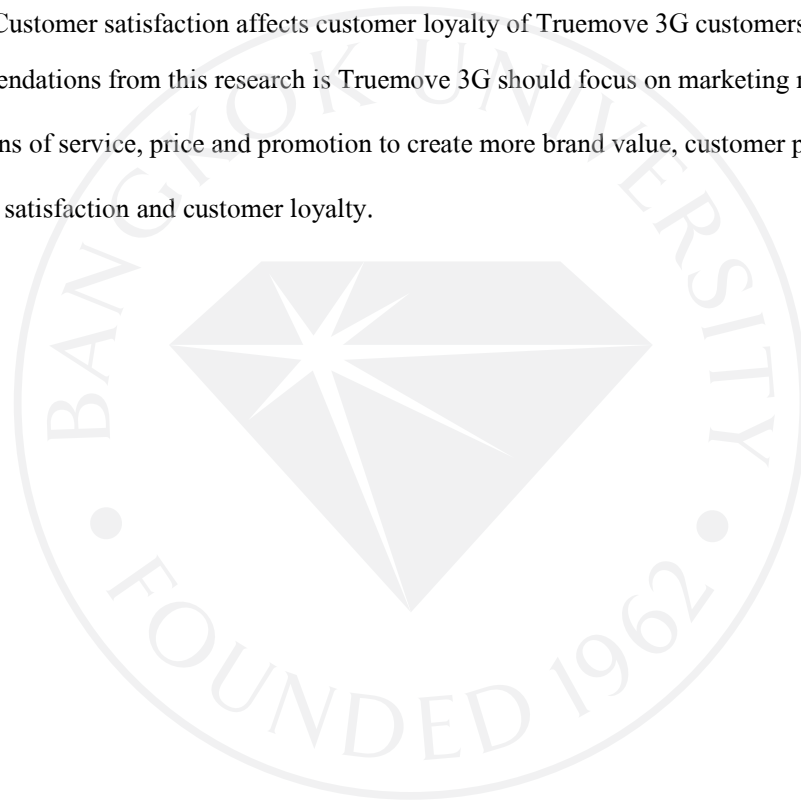 Customer satisfaction affects customer loyalty of Truemove 3G customers
endations from this research is Truemove 3G should focus on marketing
ns of service, price and promotion to create more brand value, customer
satisfaction and customer loyalty.
BANGKOK UNIVERSITY
FOUNDED 1962